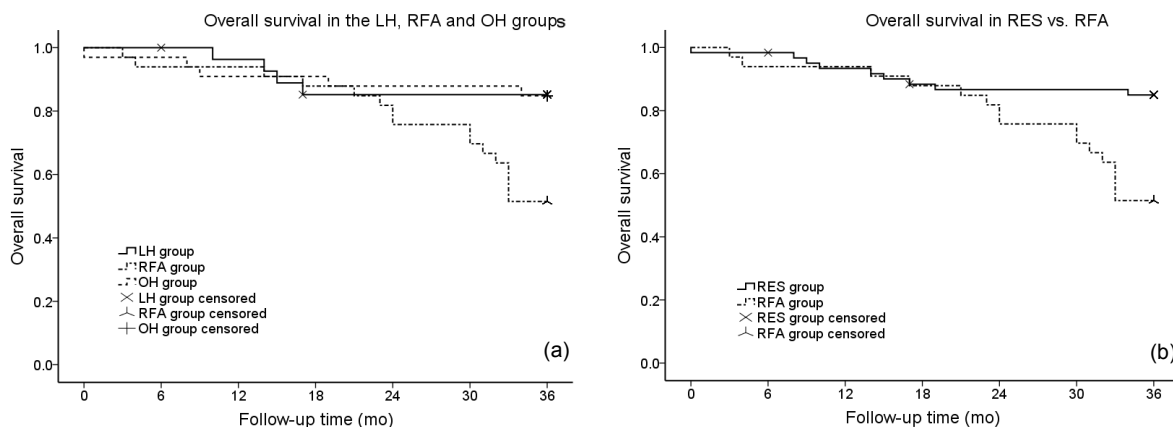 Overall survival in the LH, RFA and OH groups
1.0
0.8
0.6
0.4
0.2
0.0
Overall survival
LH group
RFA group
OH group
LH group censored
RFA group censored
OH group censored
(a)
0 6 12 18 24 30 36
Follow-up time (mo)
Overall survival in RES vs. RFA
1.0
0.8
0.6
0.4
0.2
0.0
Overall survival
RES group
RFA group
RES group censored
RFA group censored
(b)
0 6 12 18 24 30 36
Follow-up time (mo)